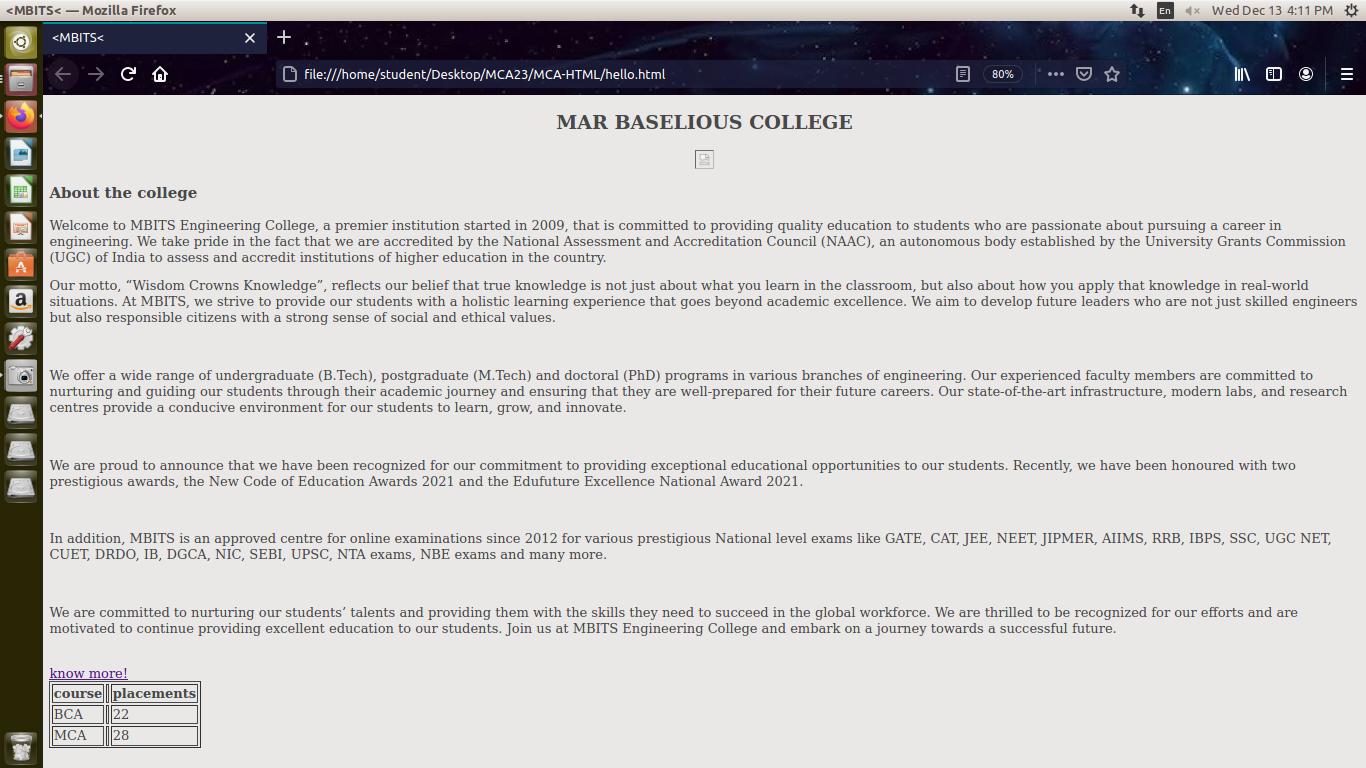 <MBITS< — Mozilla Firefox
En
Wed Dec 13 4:11 PM
<MBITS<
file:///home/student/Desktop/MCA23/MCA-HTML/hello.html
80%
MAR BASELIOUS COLLEGE
About the college
Welcome to MBITS Engineering College, a premier institution started in 2009, that is committed to providing quality education to students who are passionate about pursuing a career in
engineering. We take pride in the fact that we are accredited by the National Assessment and Accreditation Council (NAAC), an autonomous body established by the University Grants Commission
(UGC) of India to assess and accredit institutions of higher education in the country.
Our motto, “Wisdom Crowns Knowledge”, reflects our belief that true knowledge is not just about what you learn in the classroom, but also about how you apply that knowledge in real-world
situations. At MBITS, we strive to provide our students with a holistic learning experience that goes beyond academic excellence. We aim to develop future leaders who are not just skilled engineers
but also responsible citizens with a strong sense of social and ethical values.
We offer a wide range of undergraduate (B.Tech), postgraduate (M.Tech) and doctoral (PhD) programs in various branches of engineering. Our experienced faculty members are committed to
nurturing and guiding our students through their academic journey and ensuring that they are well-prepared for their future careers. Our state-of-the-art infrastructure, modern labs, and research
centres provide a conducive environment for our students to learn, grow, and innovate.
We are proud to announce that we have been recognized for our commitment to providing exceptional educational opportunities to our students. Recently, we have been honoured with two
prestigious awards, the New Code of Education Awards 2021 and the Edufuture Excellence National Award 2021.
In addition, MBITS is an approved centre for online examinations since 2012 for various prestigious National level exams like GATE, CAT, JEE, NEET, JIPMER, AIIMS, RRB, IBPS, SSC, UGC NET,
CUET, DRDO, IB, DGCA, NIC, SEBI, UPSC, NTA exams, NBE exams and many more.
We are committed to nurturing our students’ talents and providing them with the skills they need to succeed in the global workforce. We are thrilled to be recognized for our efforts and are
motivated to continue providing excellent education to our students. Join us at MBITS Engineering College and embark on a journey towards a successful future.
know more!
course placements
BCA 22
MCA 28